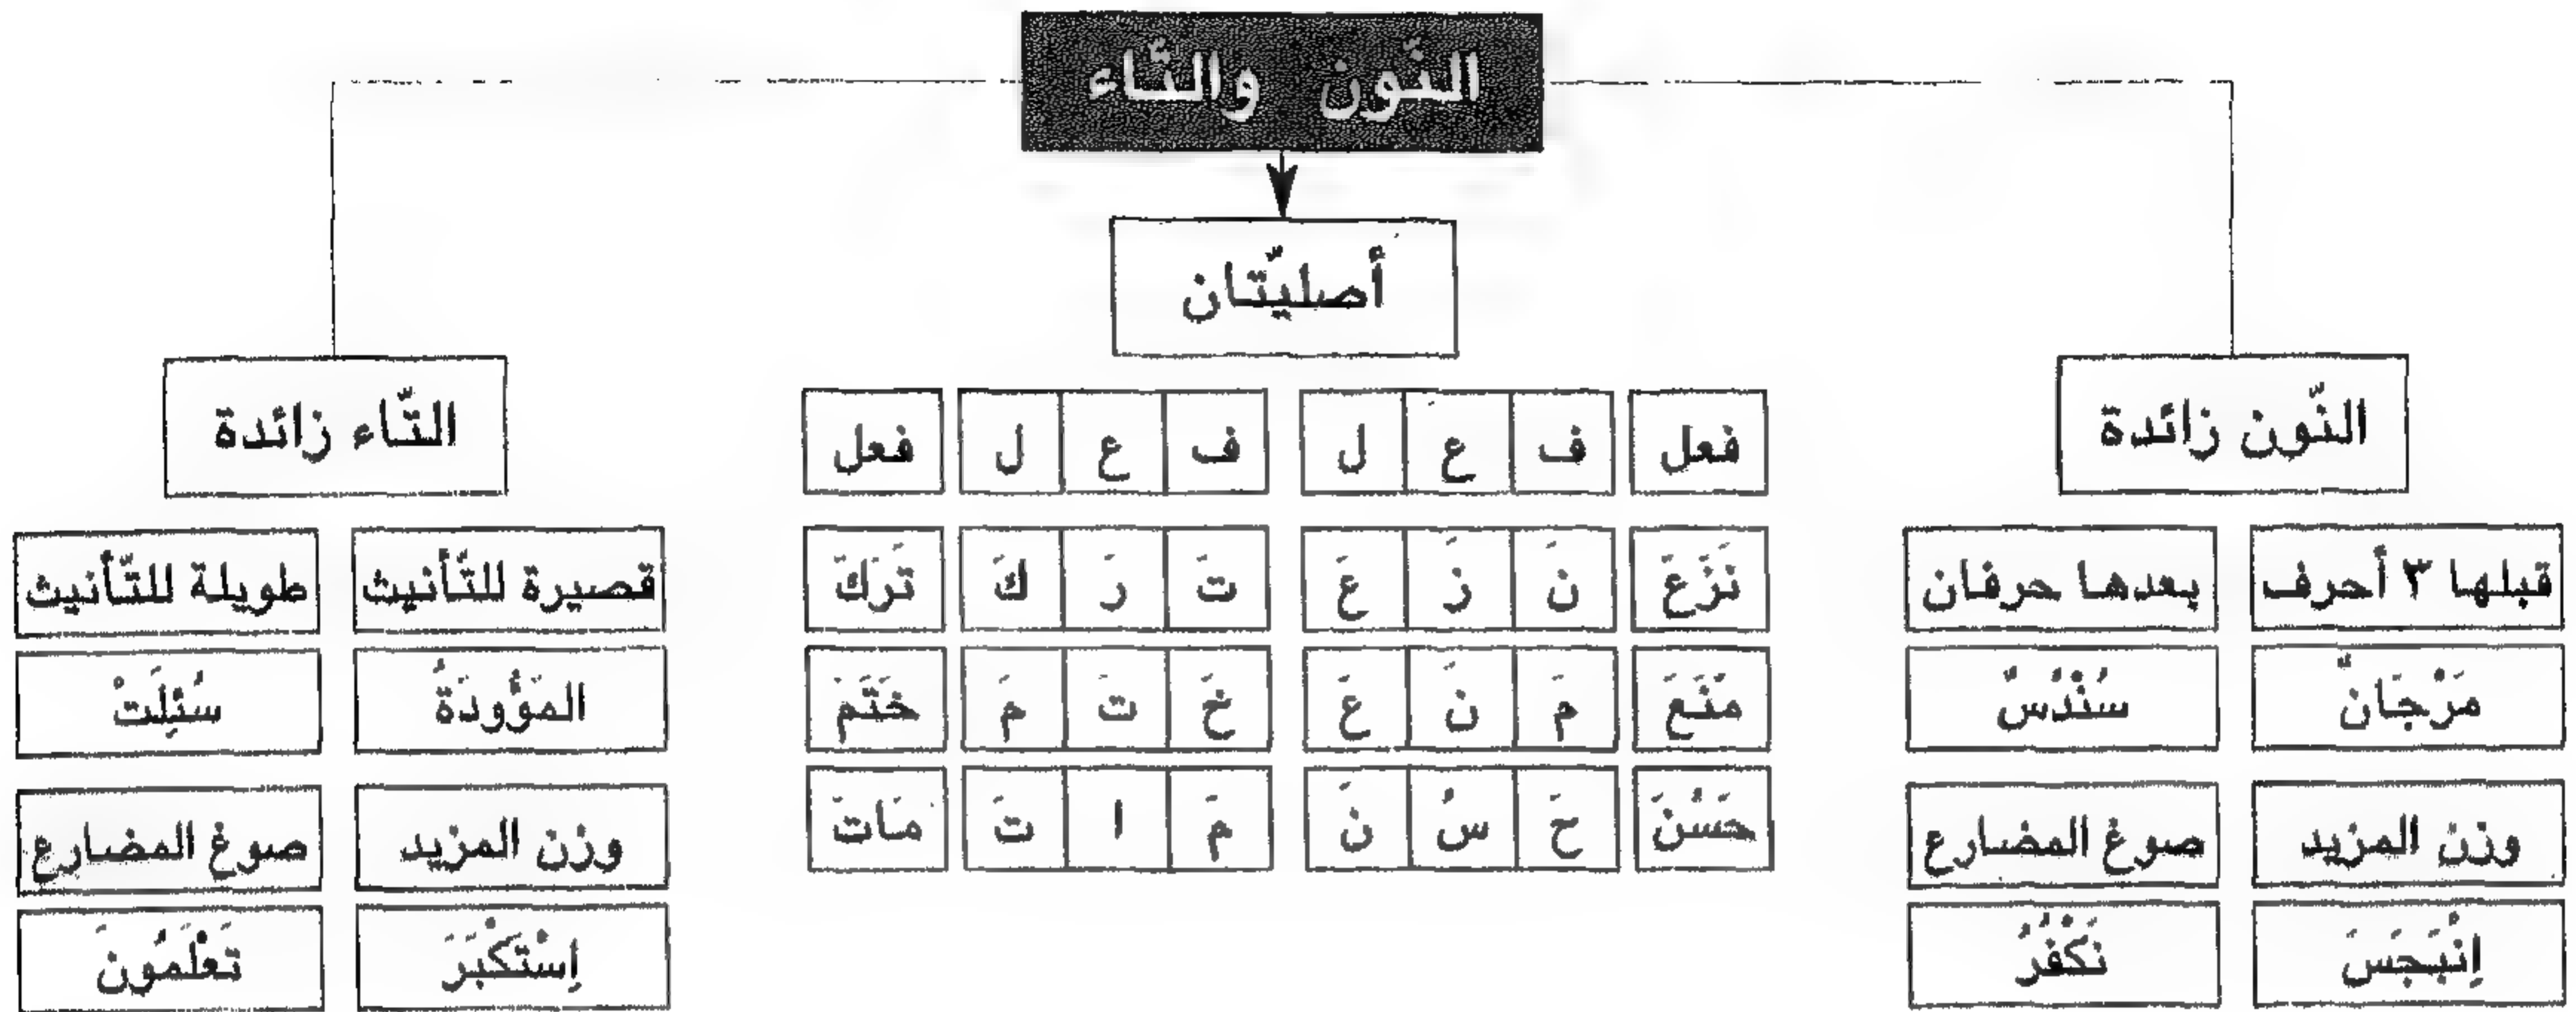 النّون والتّاء
أصليّتان
النّون زائدة
قبلها ٣ أحرف بعدها حرفان
مَرْجَانٌ سُنْدُسٌ
وزن المزيد صوغ المضارع
اِنْبَجَسَ نَكْفُرُ
فعل ف ع ل ف ع ل فعل
نَزَعَ نَ زَ عَ تَ رَ كَ تَرَكَ
مَنَعَ مَ نَ عَ خَ تَ مَ خَتَمَ
حَسُنَ حَ سُ نَ مَ ا تَ مَاتَ
التّاء زائدة
قصيرة للتّأنيث طويلة للتّأنيث
المَؤُودَةُ سُئِلَتْ
وزن المزيد صوغ المضارع
اِسْتَكْبَرَ تَعْلَمُونَ